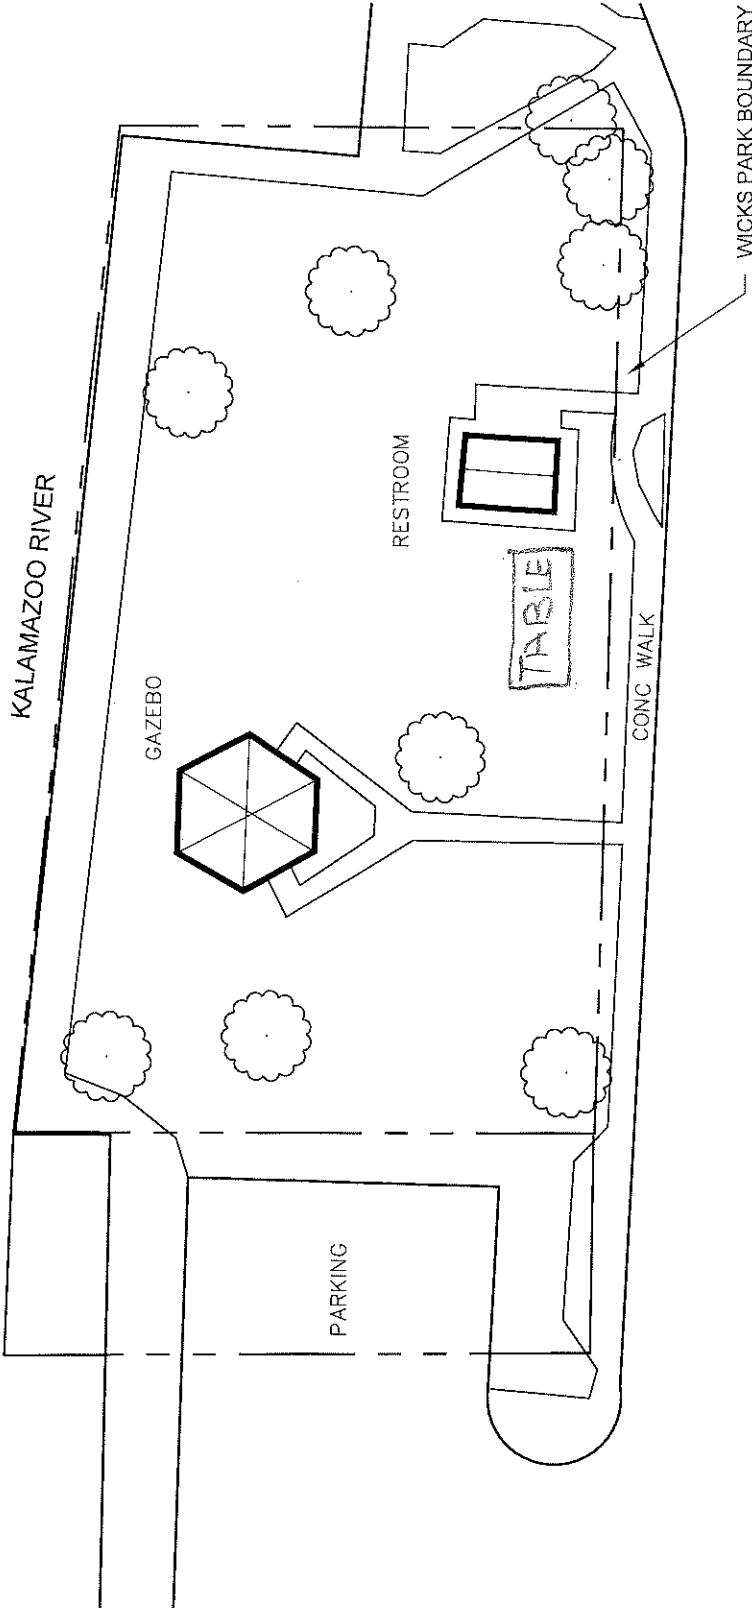 KALAMAZOO RIVER
GAZEBO
RESTROOM
TABLE
CONC WALK
PARKING
WICKS PARK BOUNDARY